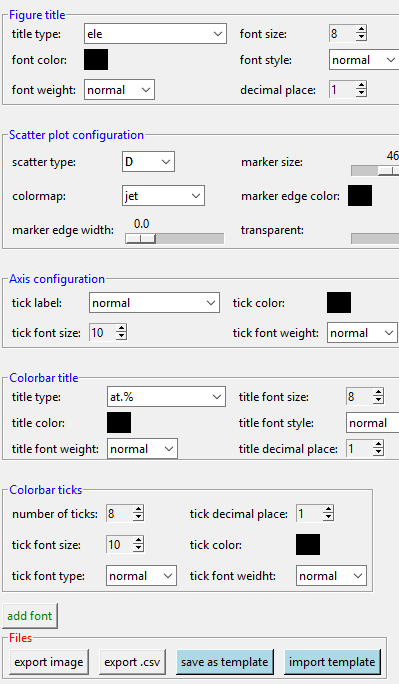 Figure title
title type: ele font size: 8
font color: font style: normal
font weight: normal decimal place: 1
Scatter plot configuration
scatter type: D marker size: 46
colormap: jet marker edge color:
marker edge width: 0.0 transparent:
Axis configuration
tick label: normal tick color:
tick font size: 10 tick font weight: normal
Colorbar title
title type: at.% title font size: 8
title color: title font style: normal
title font weight: normal title decimal place: 1
Colorbar ticks
number of ticks: 8 tick decimal place: 1
tick font size: 10 tick color:
tick font type: normal tick font weidht: normal
add font
Files
export image export .csv save as template import template